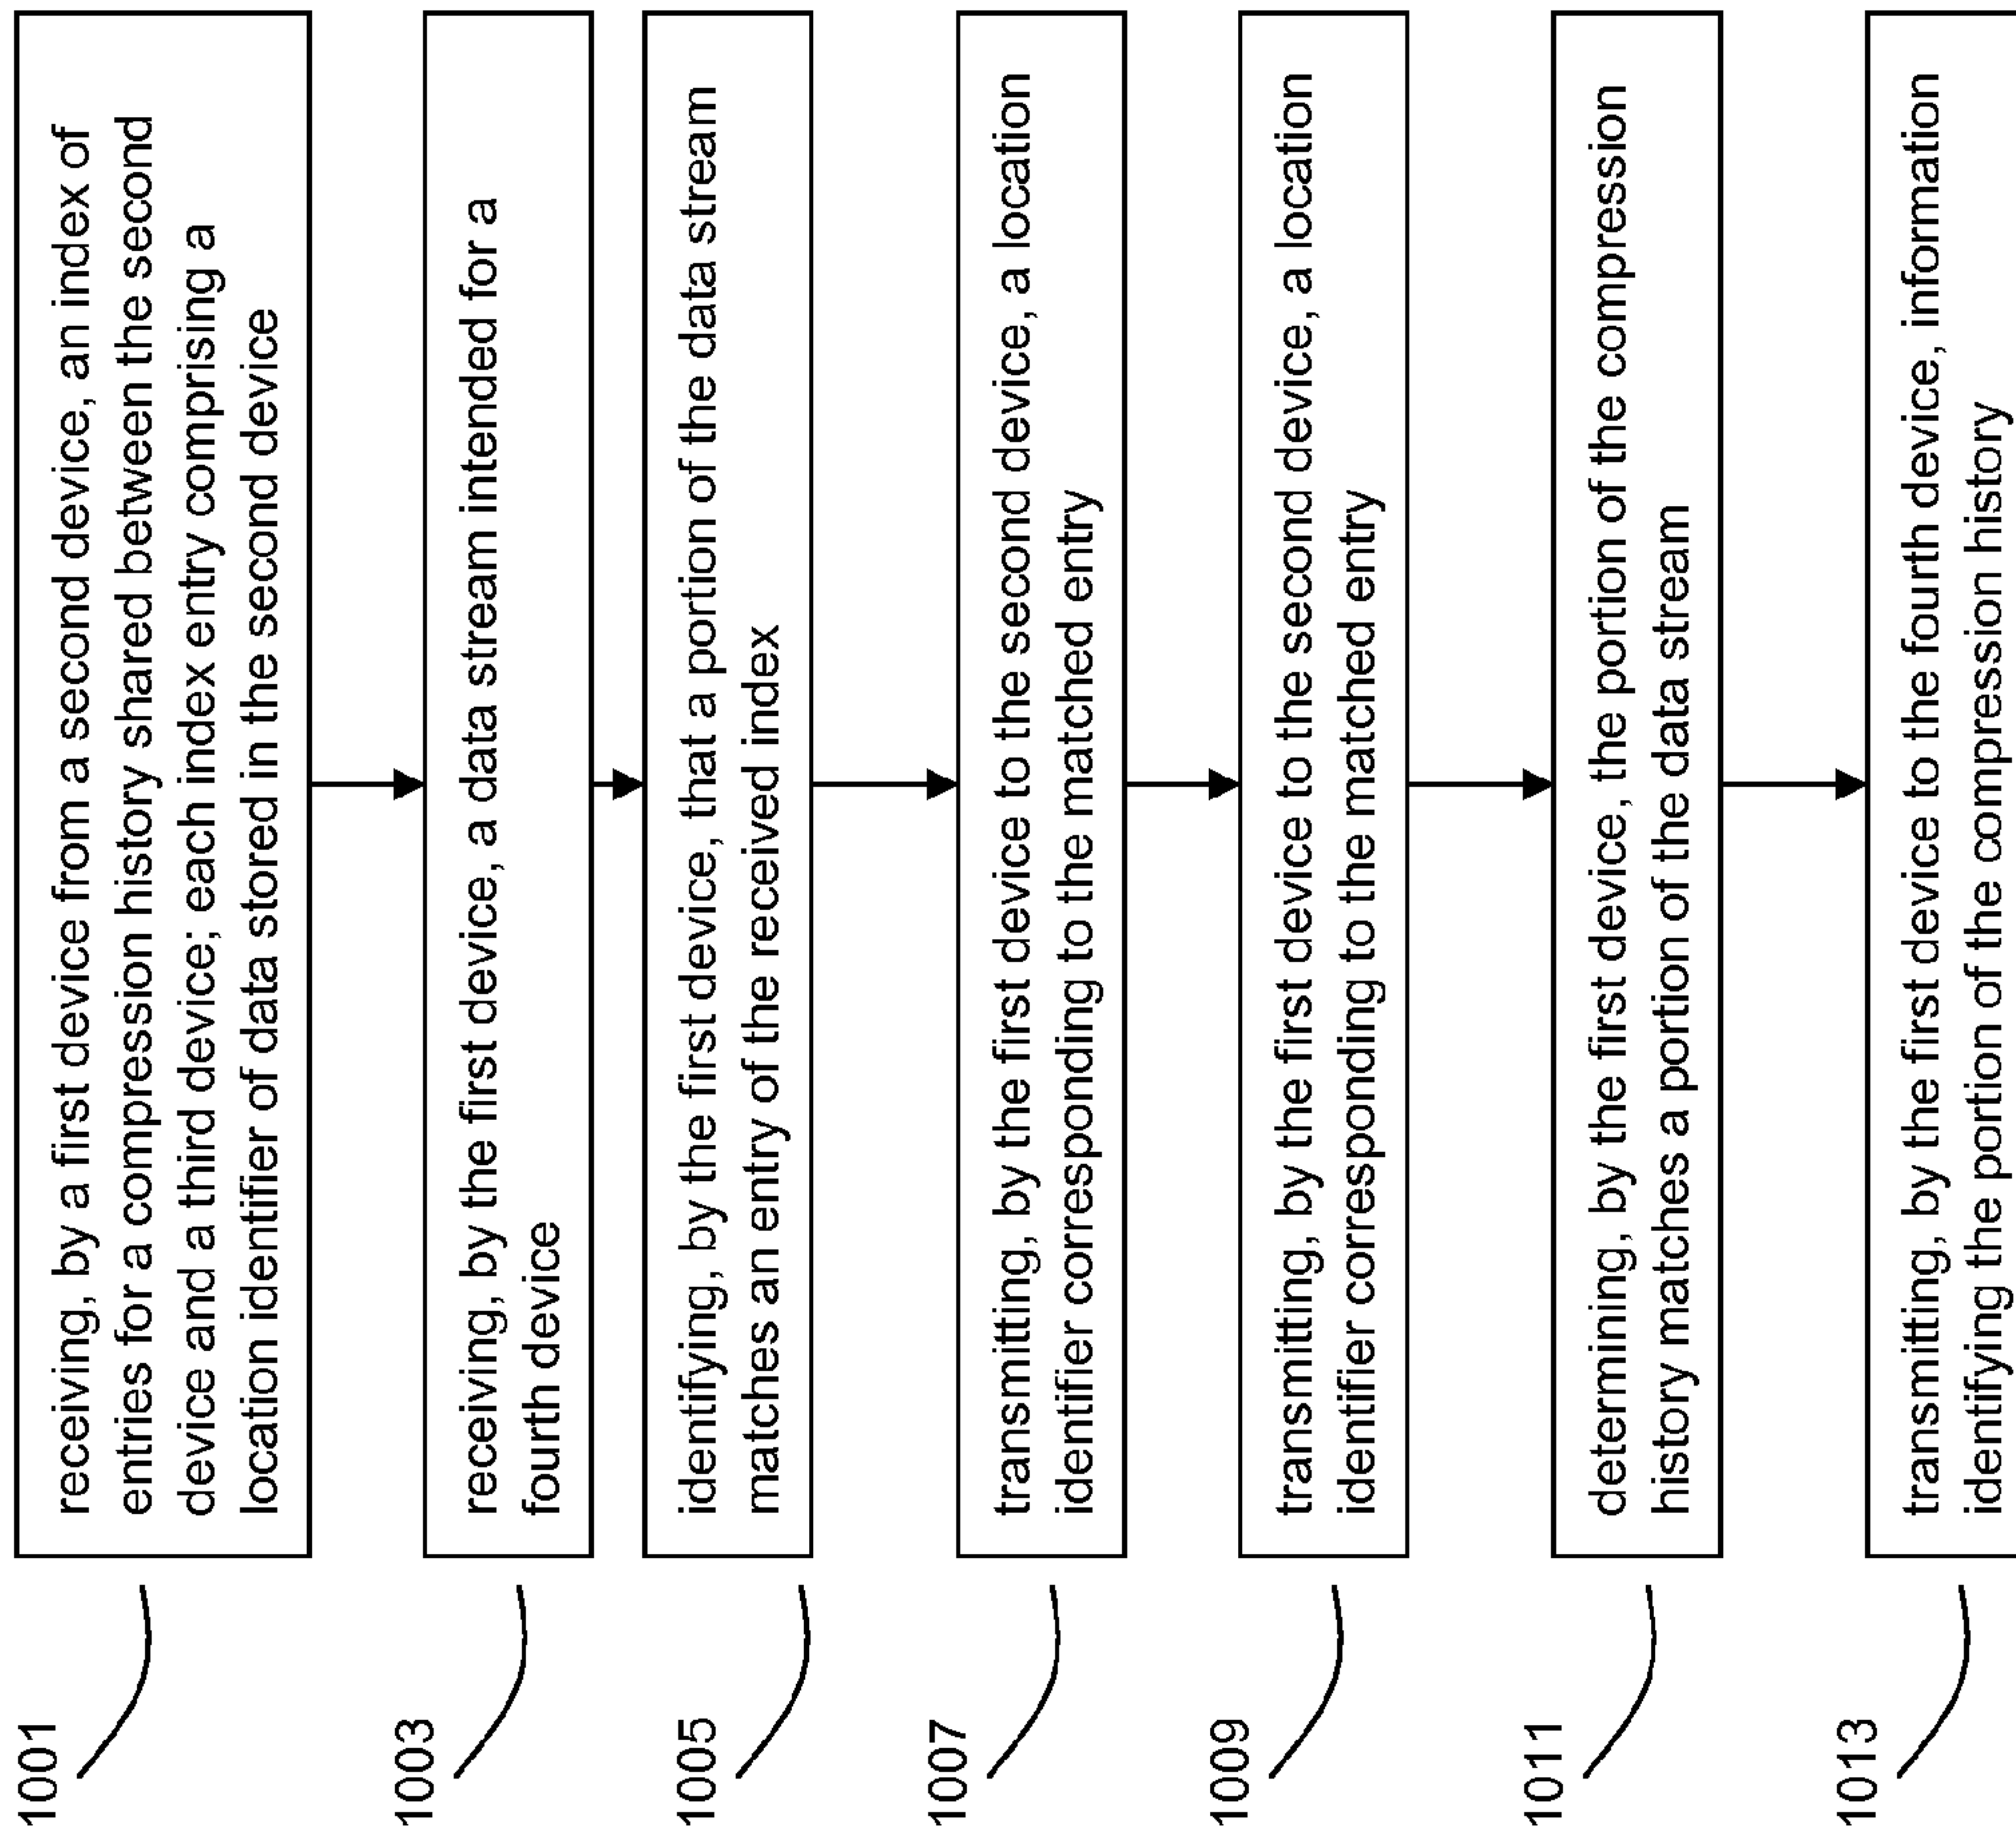 1001
receiving, by a first device from a second device, an index of
entries for a compression history shared between the second
device and a third device; each index entry comprising a
location identifier of data stored in the second device
1003
receiving, by the first device, a data stream intended for a
fourth device
1005
identifying, by the first device, that a portion of the data stream
matches an entry of the received index
1007
transmitting, by the first device to the second device, a location
identifier corresponding to the matched entry
1009
transmitting, by the first device to the second device, a location
identifier corresponding to the matched entry
1011
determining, by the first device, the portion of the compression
history matches a portion of the data stream
1013
transmitting, by the first device to the fourth device, information
identifying the portion of the compression history